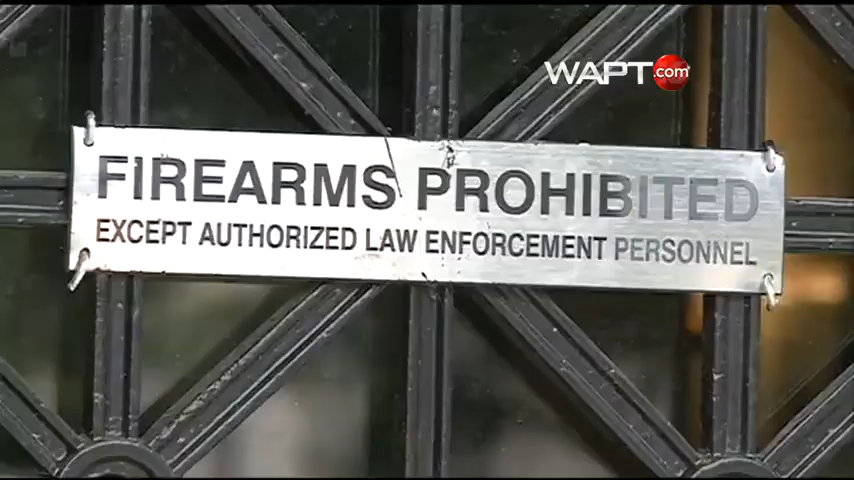 WAPT.com
FIREARMS PROHIBITED
EXCEPT AUTHORIZED LAW ENFORCEMENT PERSONNEL